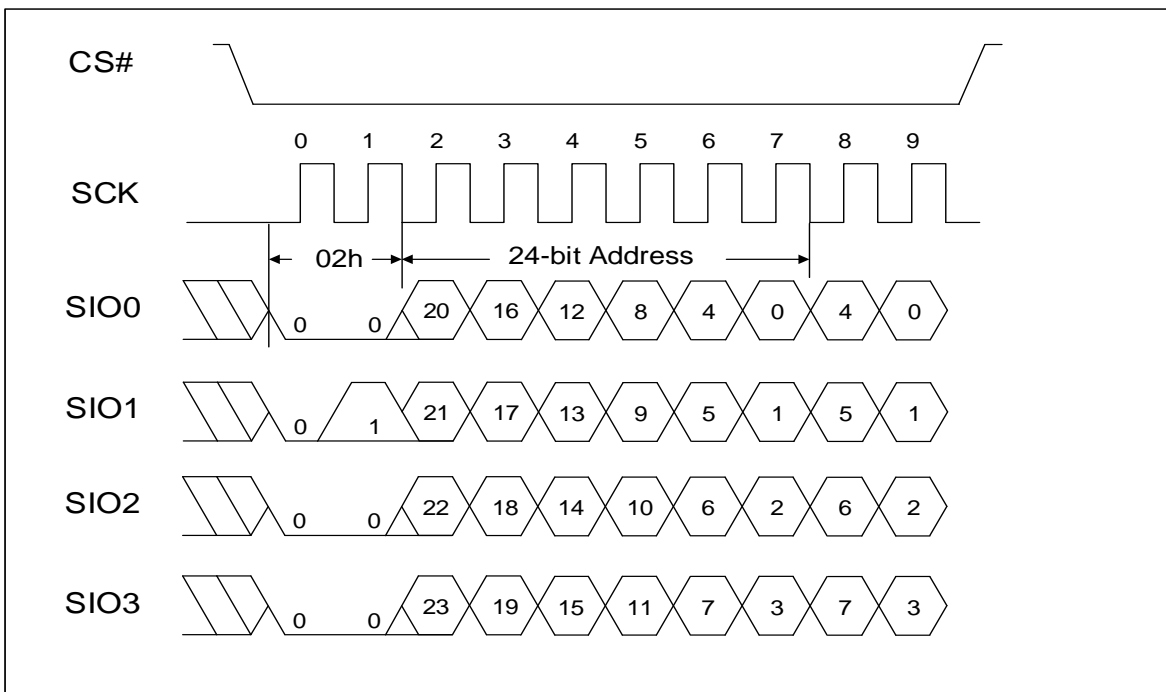 CS#
0 1 2 3 4 5 6 7 8 9
SCK
02h 24-bit Address
SIO0 0 0 20 16 12 8 4 0 4 0
SIO1 0 1 21 17 13 9 5 1 5 1
SIO2 0 0 22 18 14 10 6 2 6 2
SIO3 0 0 23 19 15 11 7 3 7 3